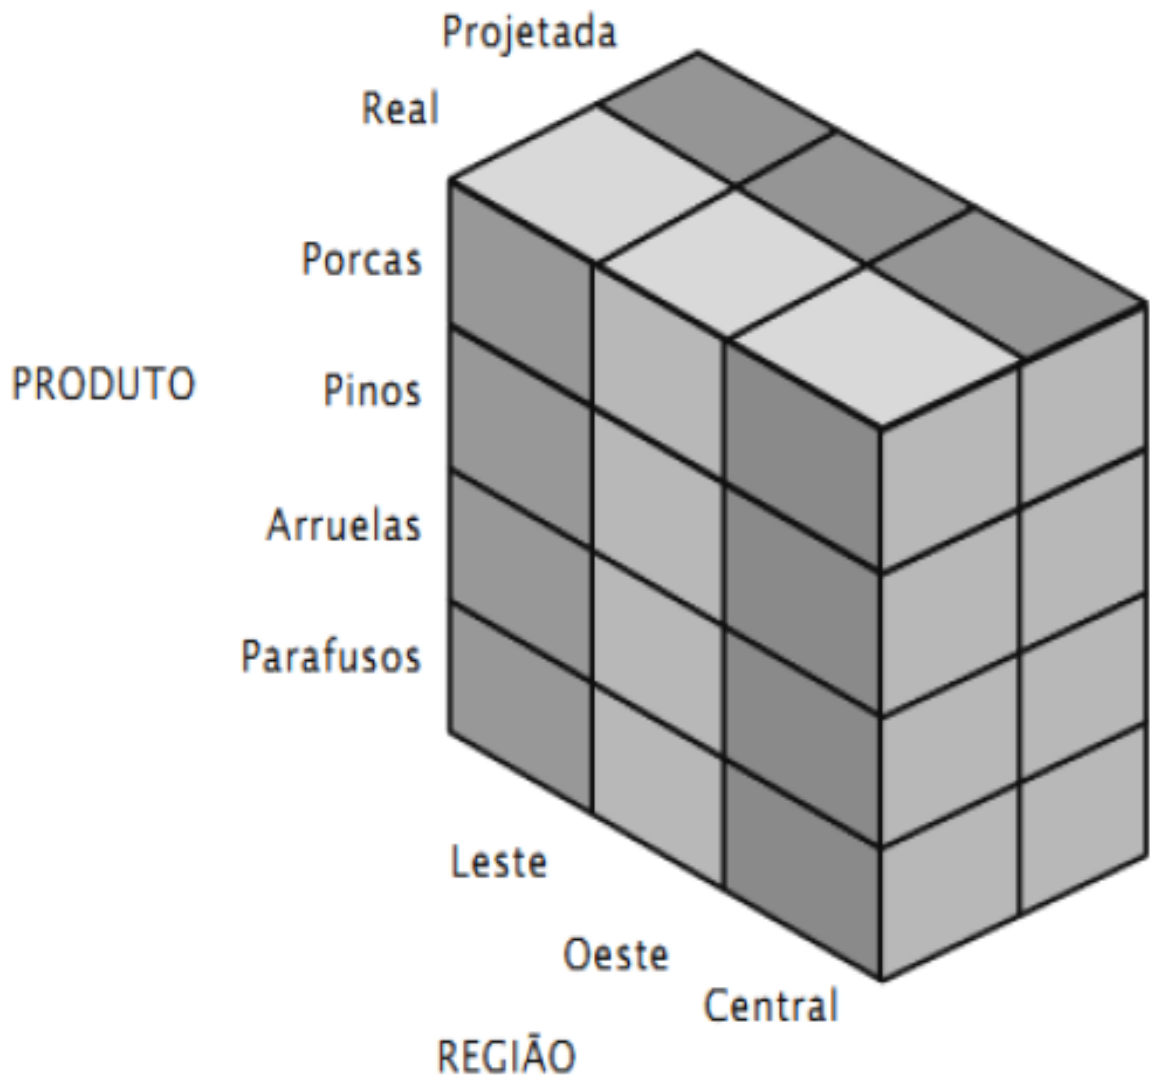 Projetada
Real
Porcas
PRODUTO
Pinos
Arruelas
Parafusos
Leste
Oeste
Central
REGIÃO